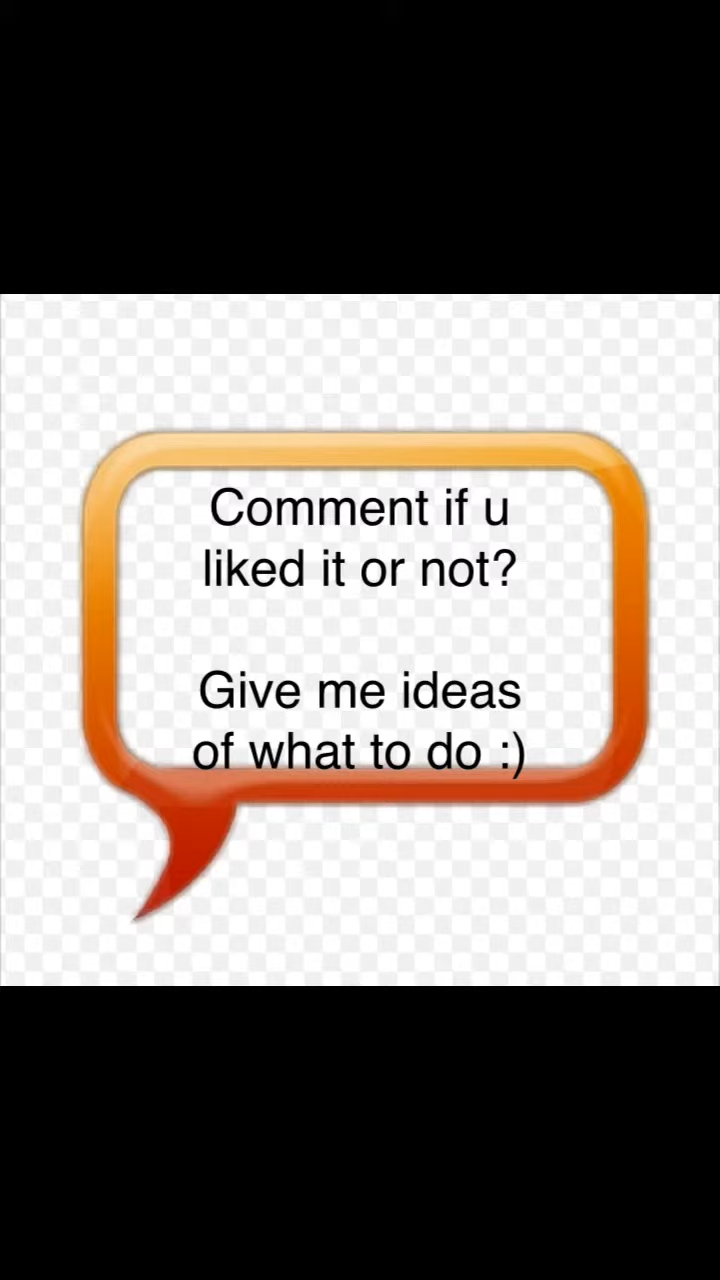 Comment if u
liked it or not?
Give me ideas
of what to do :)